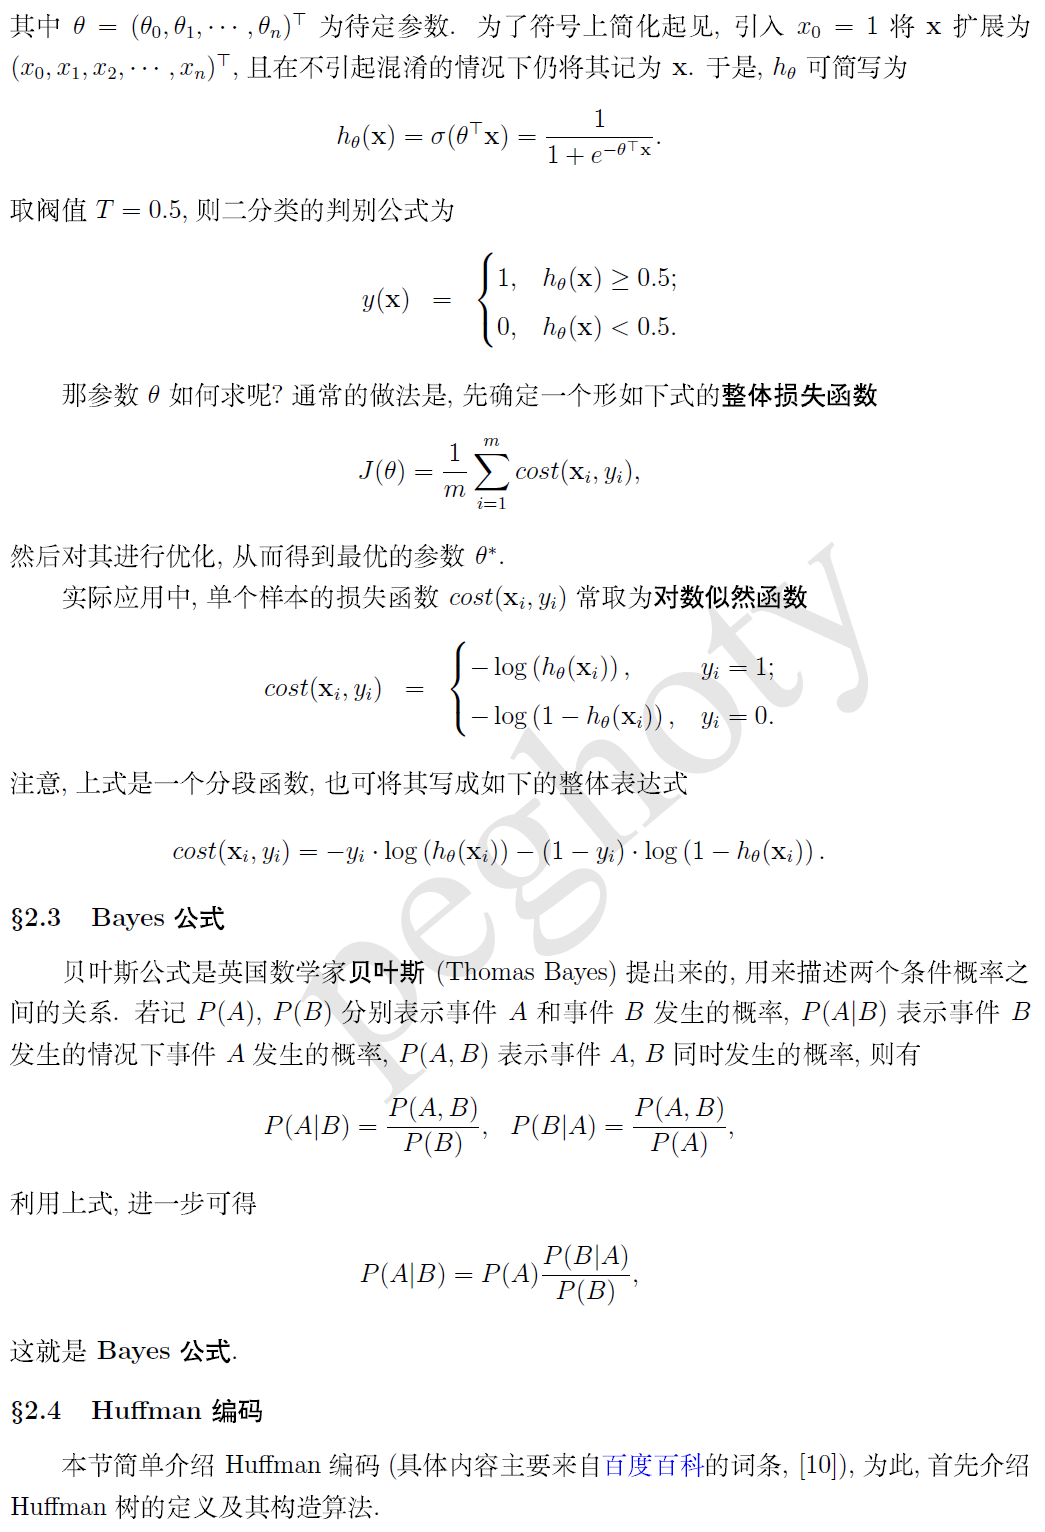 其中 θ = (θ₀, θ₁, ⋯, θₙ)^⊤ 为待定参数. 为了符号上简化起见, 引入 x₀ = 1 将 x 扩展为
(x₀, x₁, x₂, ⋯, xₙ)^⊤, 且在不引起混淆的情况下仍将其记为 x. 于是, h_θ 可简写为
h_θ(x) = σ(θ^⊤x) = 1 / (1 + e^{−θ^⊤x}).
取阀值 T = 0.5, 则二分类的判别公式为
y(x) = { 1, h_θ(x) ≥ 0.5;
0, h_θ(x) < 0.5.
那参数 θ 如何求呢? 通常的做法是, 先确定一个形如下式的整体损失函数
J(θ) = (1/m) ∑_{i=1}^{m} cost(x_i, y_i),
然后对其进行优化, 从而得到最优的参数 θ*.
实际应用中, 单个样本的损失函数 cost(x_i, y_i) 常取为对数似然函数
cost(x_i, y_i) = { −log (h_θ(x_i)), y_i = 1;
−log (1 − h_θ(x_i)), y_i = 0.
注意, 上式是一个分段函数, 也可将其写成如下的整体表达式
cost(x_i, y_i) = −y_i · log (h_θ(x_i)) − (1 − y_i) · log (1 − h_θ(x_i)).
§2.3 Bayes 公式
贝叶斯公式是英国数学家贝叶斯 (Thomas Bayes) 提出来的, 用来描述两个条件概率之
间的关系. 若记 P(A), P(B) 分别表示事件 A 和事件 B 发生的概率, P(A|B) 表示事件 B
发生的情况下事件 A 发生的概率, P(A, B) 表示事件 A, B 同时发生的概率, 则有
P(A|B) = P(A, B) / P(B), P(B|A) = P(A, B) / P(A),
利用上式, 进一步可得
P(A|B) = P(A) P(B|A) / P(B),
这就是 Bayes 公式.
§2.4 Huffman 编码
本节简单介绍 Huffman 编码 (具体内容主要来自百度百科的词条, [10]), 为此, 首先介绍
Huffman 树的定义及其构造算法.
peghoty